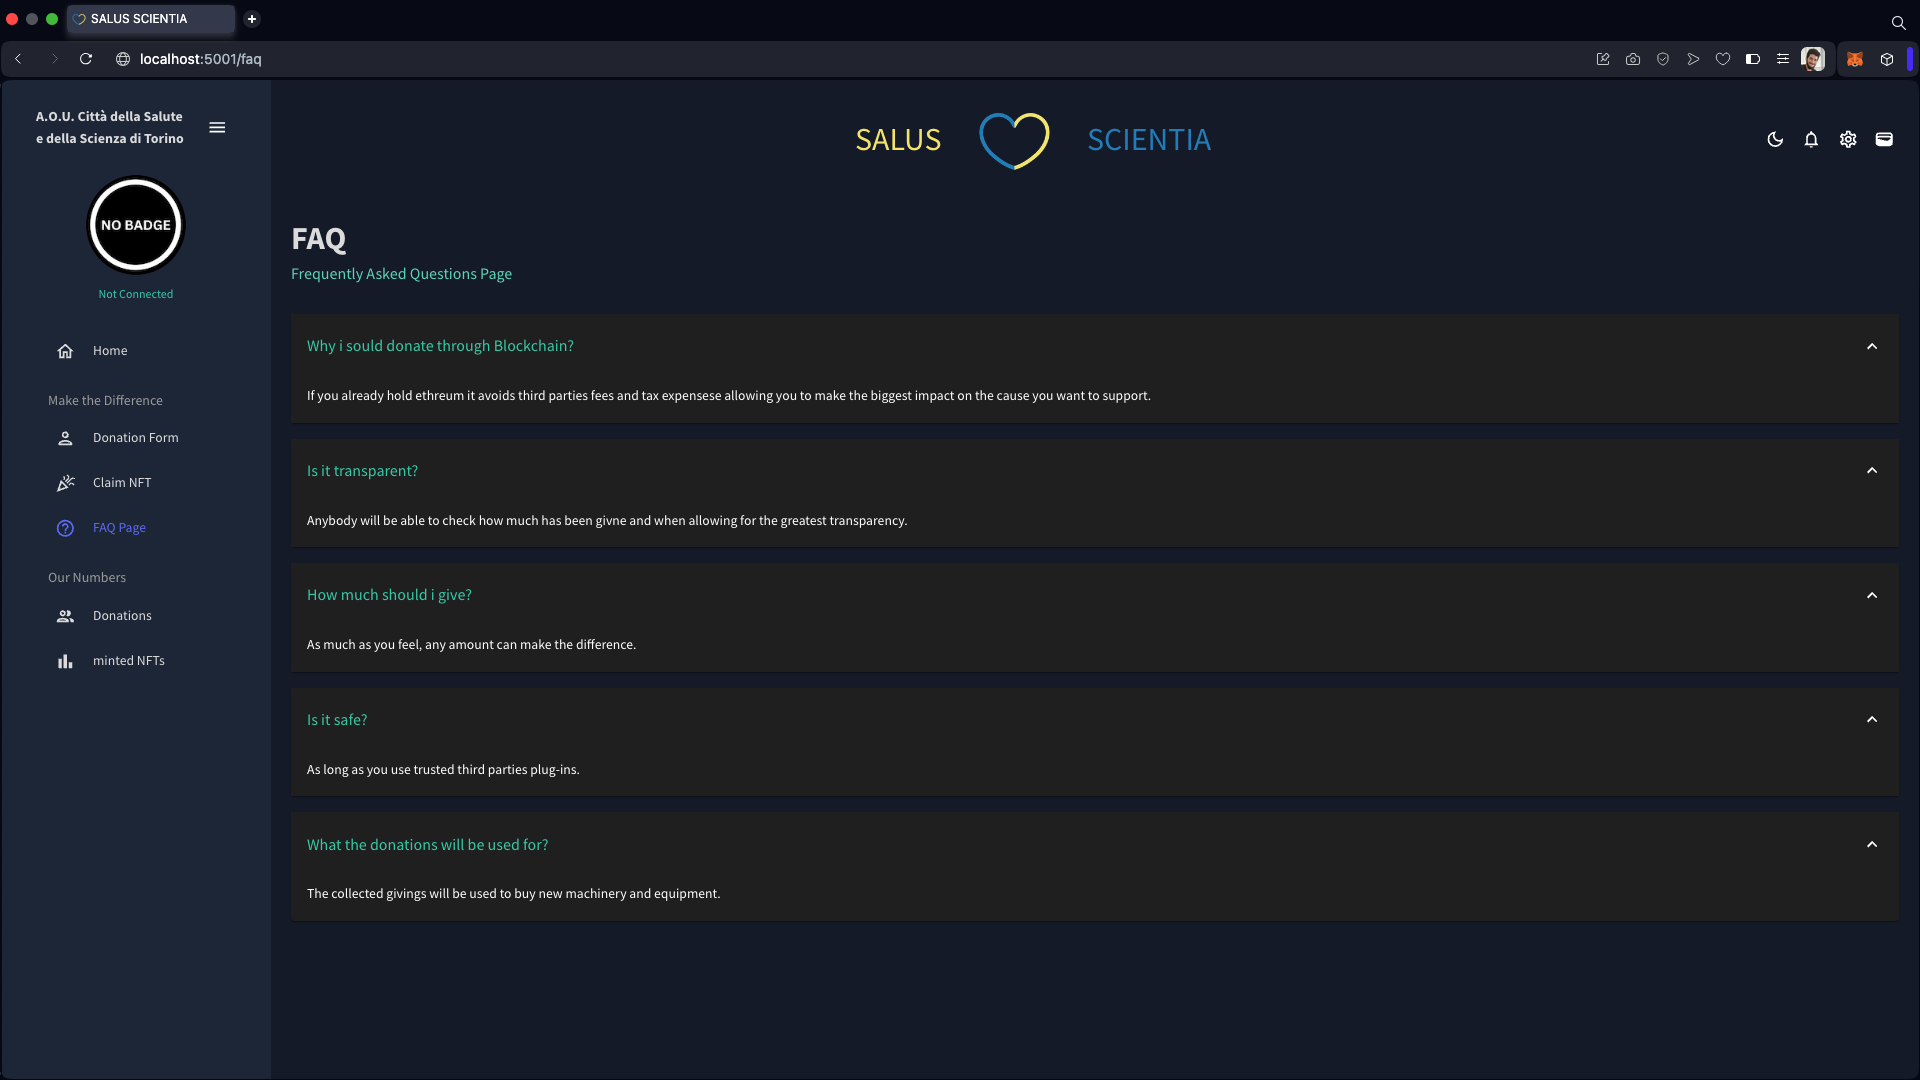 SALUS SCIENTIA
localhost:5001/faq
A.O.U. Città della Salute
e della Scienza di Torino
NO BADGE
Not Connected
Home
Make the Difference
Donation Form
Claim NFT
FAQ Page
Our Numbers
Donations
minted NFTs
SALUS SCIENTIA
FAQ
Frequently Asked Questions Page
Why i sould donate through Blockchain?
If you already hold ethreum it avoids third parties fees and tax expensese allowing you to make the biggest impact on the cause you want to support.
Is it transparent?
Anybody will be able to check how much has been givne and when allowing for the greatest transparency.
How much should i give?
As much as you feel, any amount can make the difference.
Is it safe?
As long as you use trusted third parties plug-ins.
What the donations will be used for?
The collected givings will be used to buy new machinery and equipment.